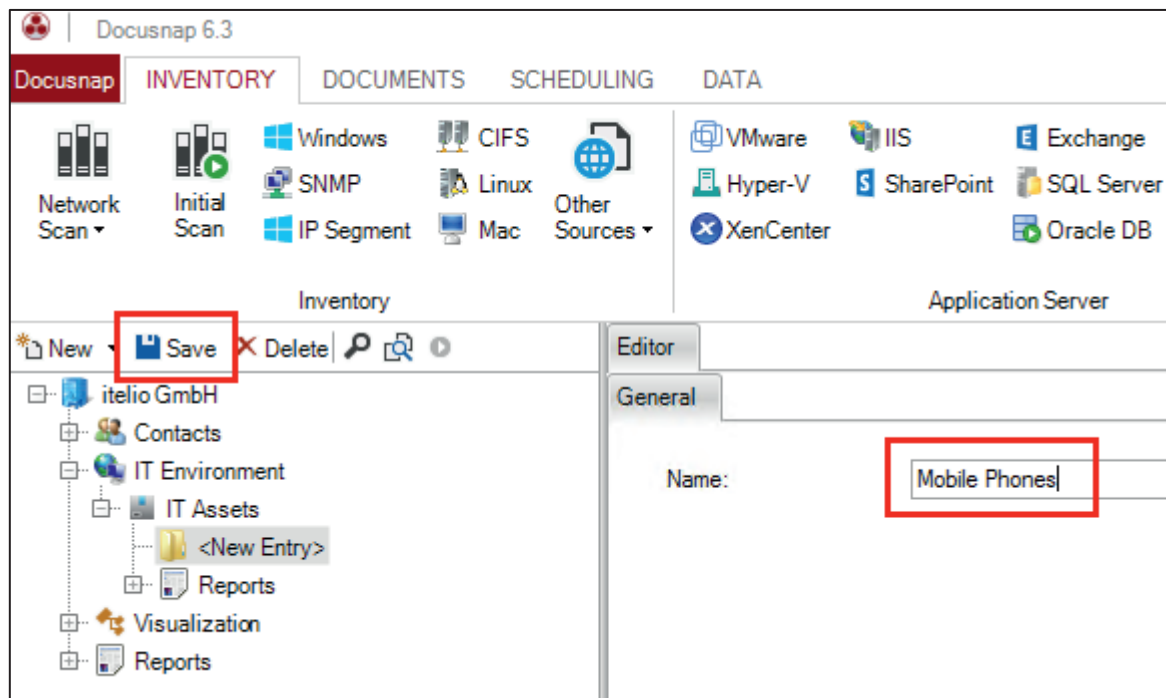 Docusnap 6.3
Docusnap INVENTORY DOCUMENTS SCHEDULING DATA
Network Scan
Initial Scan
Windows
SNMP
IP Segment
CIFS
Linux
Mac
Other Sources
Inventory
VMware
Hyper-V
XenCenter
IIS
SharePoint
Exchange
SQL Server
Oracle DB
Application Server
New Save Delete
itelio GmbH
Contacts
IT Environment
IT Assets
<New Entry>
Reports
Visualization
Reports
Editor
General
Name: Mobile Phones